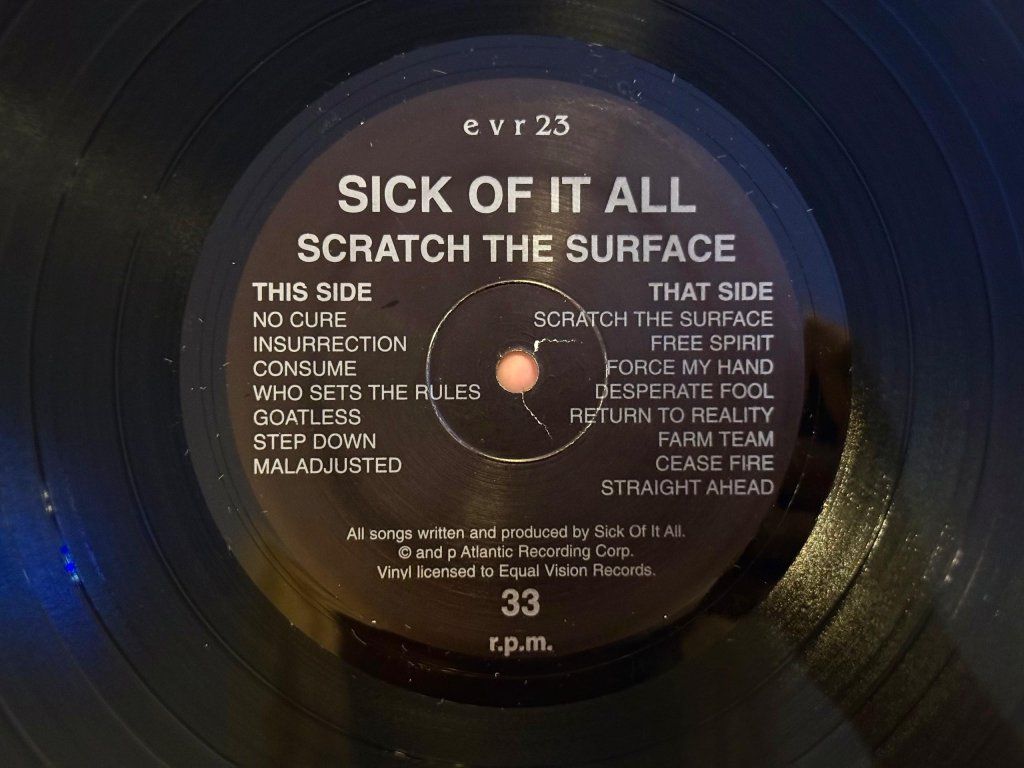 e v r 23
SICK OF IT ALL
SCRATCH THE SURFACE
THIS SIDE
NO CURE
INSURRECTION
CONSUME
WHO SETS THE RULES
GOATLESS
STEP DOWN
MALADJUSTED
THAT SIDE
SCRATCH THE SURFACE
FREE SPIRIT
FORCE MY HAND
DESPERATE FOOL
RETURN TO REALITY
FARM TEAM
CEASE FIRE
STRAIGHT AHEAD
All songs written and produced by Sick Of It All.
© and p Atlantic Recording Corp.
Vinyl licensed to Equal Vision Records.
33
r.p.m.